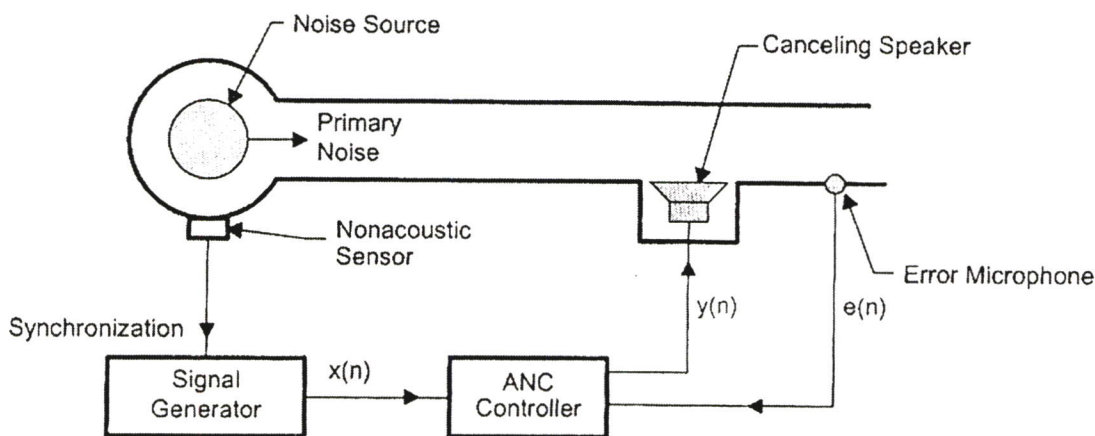 Noise Source
Canceling Speaker
Primary
Noise
Nonacoustic
Sensor
Error Microphone
y(n)
e(n)
Synchronization
Signal
Generator
x(n)
ANC
Controller